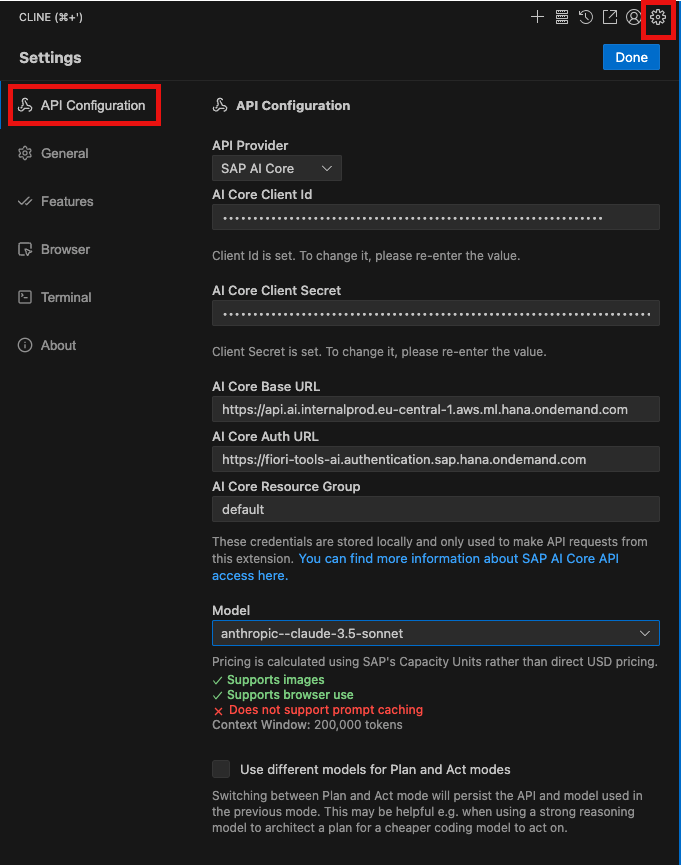 CLINE (⌘+')
Settings
Done
API Configuration
General
Features
Browser
Terminal
About
API Configuration
API Provider
SAP AI Core
AI Core Client Id
Client Id is set. To change it, please re-enter the value.
AI Core Client Secret
Client Secret is set. To change it, please re-enter the value.
AI Core Base URL
https://api.ai.internalprod.eu-central-1.aws.ml.hana.ondemand.com
AI Core Auth URL
https://fiori-tools-ai.authentication.sap.hana.ondemand.com
AI Core Resource Group
default
These credentials are stored locally and only used to make API requests from
this extension. You can find more information about SAP AI Core API
access here.
Model
anthropic--claude-3.5-sonnet
Pricing is calculated using SAP's Capacity Units rather than direct USD pricing.
Supports images
Supports browser use
Does not support prompt caching
Context Window: 200,000 tokens
Use different models for Plan and Act modes
Switching between Plan and Act mode will persist the API and model used in
the previous mode. This may be helpful e.g. when using a strong reasoning
model to architect a plan for a cheaper coding model to act on.